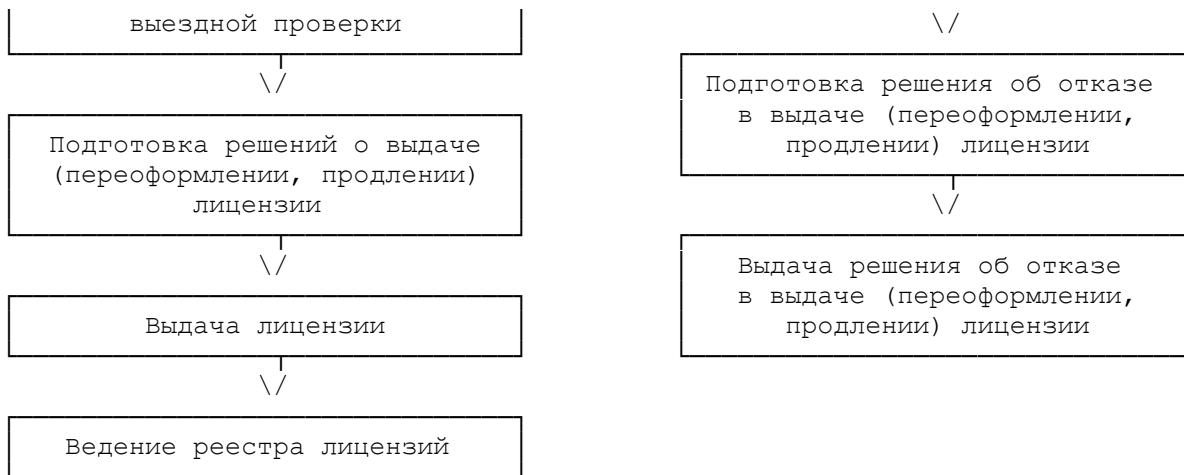 выездной проверки
Подготовка решений о выдаче
(переоформлении, продлении)
лицензии
Выдача лицензии
Ведение реестра лицензий
Подготовка решения об отказе
в выдаче (переоформлении,
продлении) лицензии
Выдача решения об отказе
в выдаче (переоформлении,
продлении) лицензии